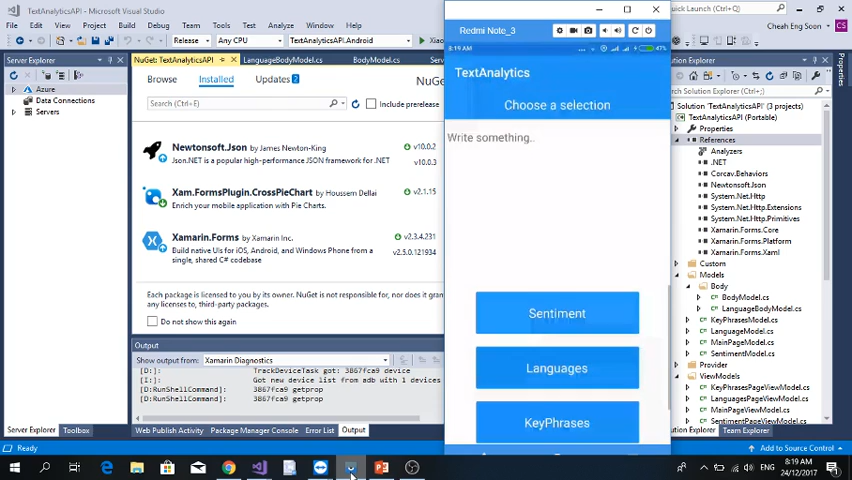 TextAnalyticsAPI - Microsoft Visual Studio
Quick Launch (Ctrl+Q)
File Edit View Project Build Debug Team Tools Test Analyze Window Help
Cheah Eng Soon
CS
Release
Any CPU
TextAnalyticsAPI.Android
Xiaom
Server Explorer
Azure
Data Connections
Servers
NuGet: TextAnalyticsAPI
LanguageBodyModel.cs
BodyModel.cs
Browse
Installed
Updates
2
NuG
Search (Ctrl+E)
Include prerelease
Newtonsoft.Json by James Newton-King
v10.0.2
Json.NET is a popular high-performance JSON framework for .NET
v10.0.3
Xam.FormsPlugin.CrossPieChart by Houssem Dellai
v2.1.15
Enrich your mobile application with Pie Charts.
Xamarin.Forms by Xamarin Inc.
v2.3.4.231
Build native UIs for iOS, Android, and Windows Phone from a single, shared C# codebase
v2.5.0.121934
Each package is licensed to you by its owner. NuGet is not responsible, nor does it grant any licenses to, third-party packages.
Do not show this again
Output
Show output from:
Xamarin Diagnostics
[D:]: TrackDeviceTask got: 3867fca9 device
[I:]: Got new device list from adb with 1 devices
[D:RunShellCommand]: 3867fca9 getprop
[D:RunShellCommand]: 3867fca9 getprop
Server Explorer
Toolbox
Web Publish Activity
Package Manager Console
Error List
Output
Ready
Redmi Note_3
8:19 AM
47%
TextAnalytics
Choose a selection
Write something..
Sentiment
Languages
KeyPhrases
Solution Explorer
Search Solution Explorer
Solution 'TextAnalyticsAPI' (3 projects)
TextAnalyticsAPI (Portable)
Properties
References
Analyzers
.NET
Corcav.Behaviors
Newtonsoft.Json
System.Net.Http
System.Net.Http.Extensions
System.Net.Http.Primitives
Xamarin.Forms.Core
Xamarin.Forms.Platform
Xamarin.Forms.Xaml
Custom
Models
Body
BodyModel.cs
LanguageBodyModel.cs
KeyPhrasesModel.cs
LanguageModel.cs
MainPageModel.cs
SentimentModel.cs
Provider
ViewModels
KeyPhrasesPageViewModel.cs
LanguagesPageViewModel.cs
MainPageViewModel.cs
Solution Explorer
Team Explorer
Add to Source Control
Properties
ENG
8:19 AM
24/12/2017